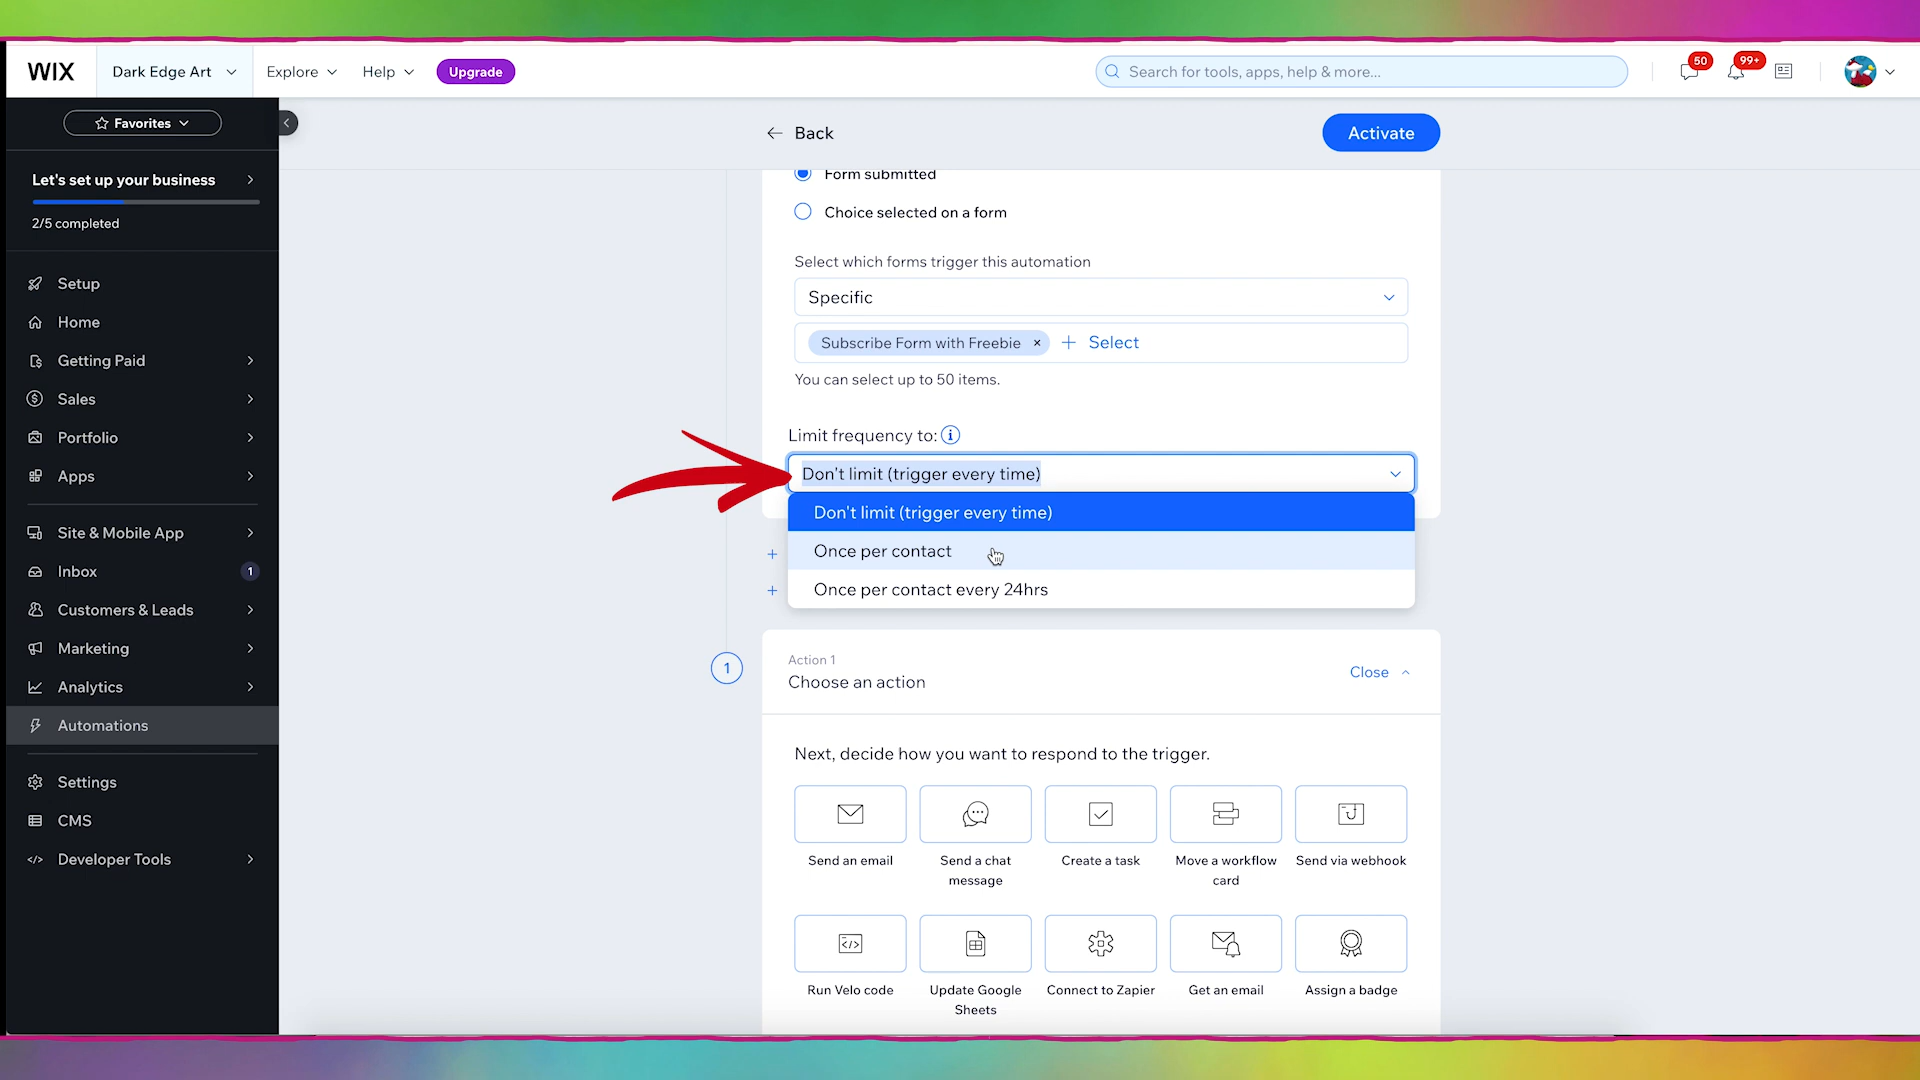 WIX
Dark Edge Art
Explore
Help
Upgrade
Search for tools, apps, help & more...
50
99+
Favorites
Let's set up your business
2/5 completed
Setup
Home
Getting Paid
Sales
Portfolio
Apps
Site & Mobile App
Inbox
1
Customers & Leads
Marketing
Analytics
Automations
Settings
CMS
Developer Tools
Back
Activate
Form submitted
Choice selected on a form
Select which forms trigger this automation
Specific
Subscribe Form with Freebie × + Select
You can select up to 50 items.
Limit frequency to:
Don't limit (trigger every time)
Don't limit (trigger every time)
Once per contact
Once per contact every 24hrs
1
Action 1
Choose an action
Close
Next, decide how you want to respond to the trigger.
Send an email
Send a chat
message
Create a task
Move a workflow
card
Send via webhook
Run Velo code
Update Google
Sheets
Connect to Zapier
Get an email
Assign a badge